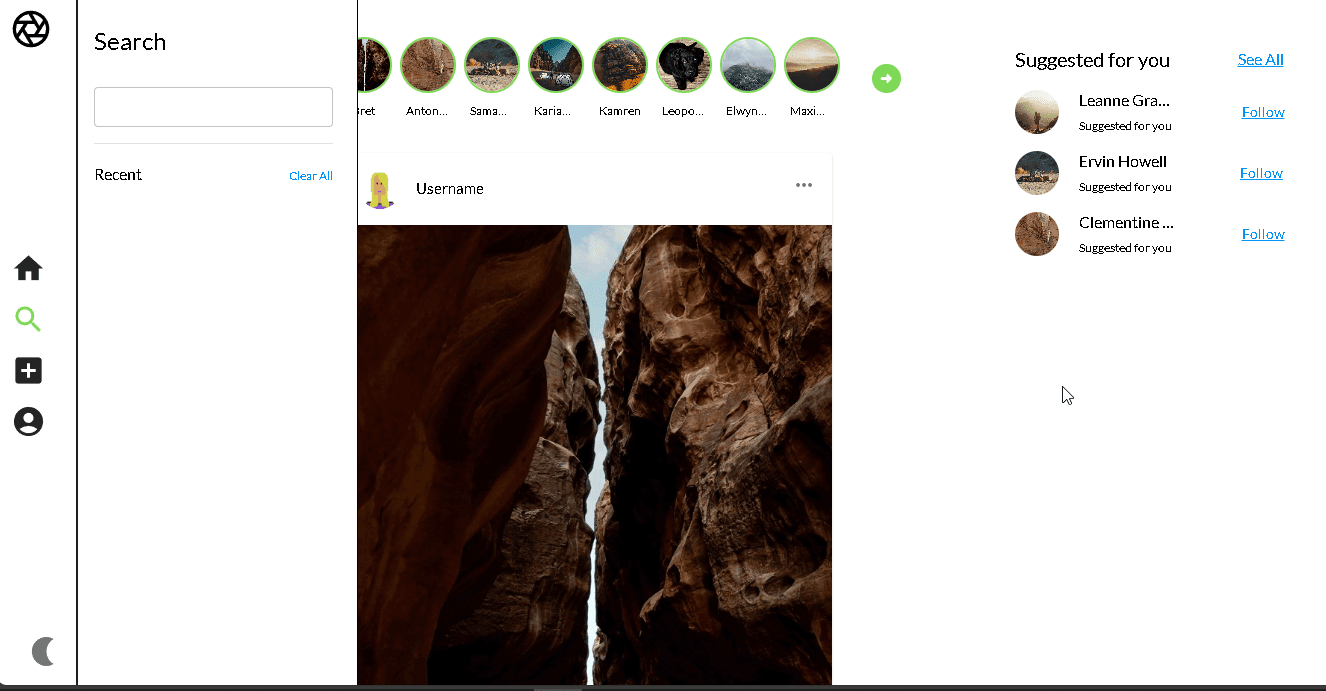 Search
Recent
Clear All
Anton...
Sama...
Karia...
Kamren
Leopo...
Elwyn...
Maxi...
Username
Suggested for you
See All
Leanne Gra...
Suggested for you
Follow
Ervin Howell
Suggested for you
Follow
Clementine ...
Suggested for you
Follow